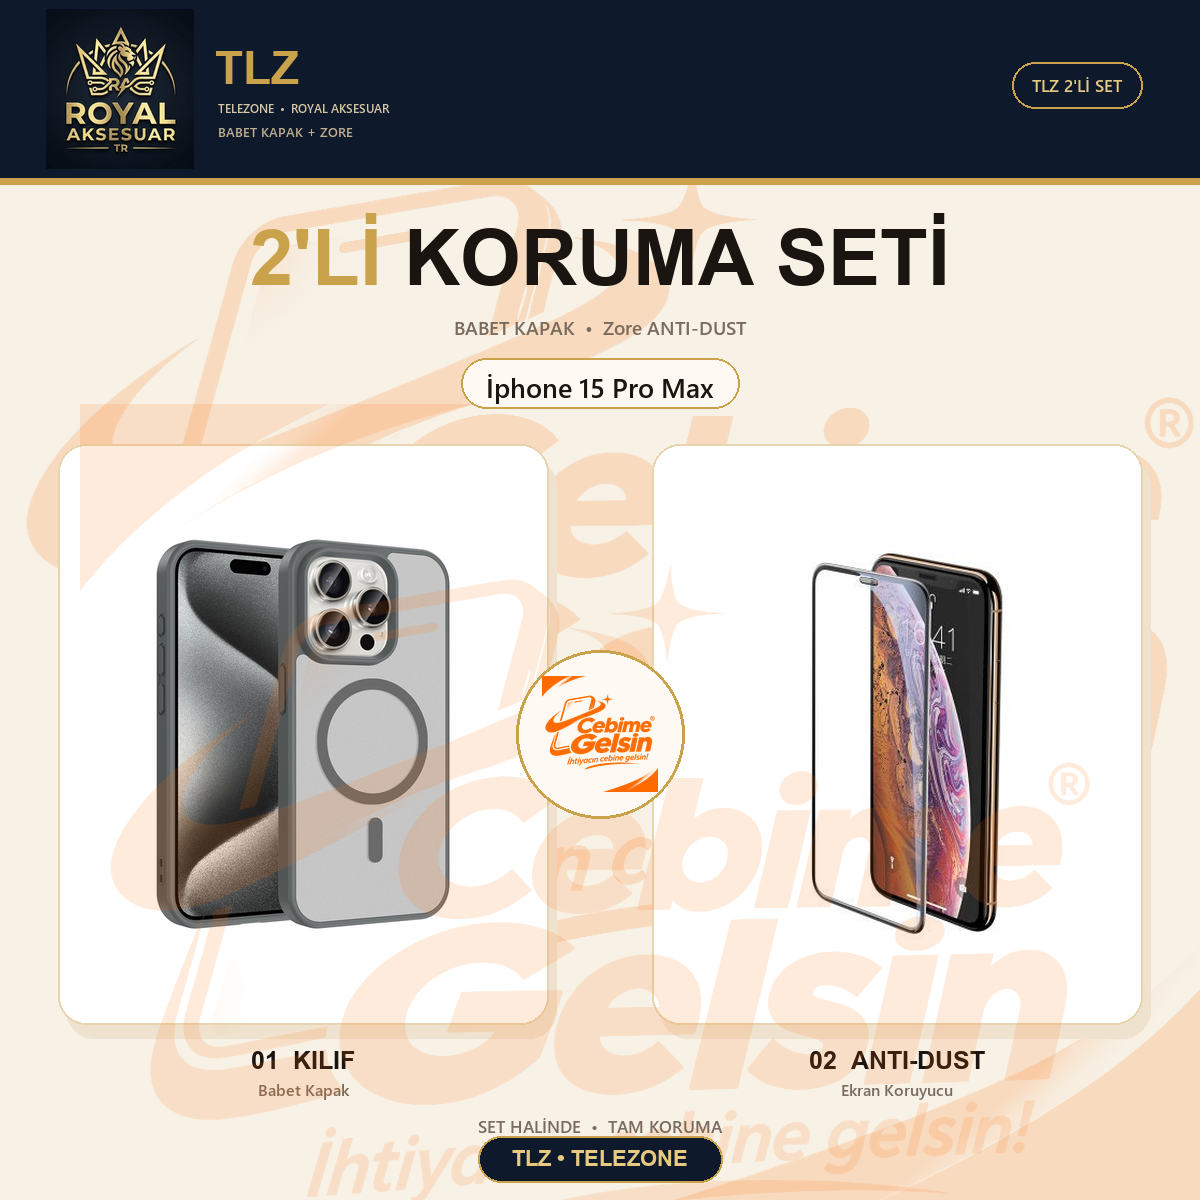 ROYAL
AKSESUAR
TR
TLZ
TELEZONE • ROYAL AKSESUAR
BABET KAPAK + ZORE
TLZ 2'Lİ SET
2'Lİ KORUMA SETİ
BABET KAPAK • Zore ANTI-DUST
İphone 15 Pro Max
Cebime®
Gelsin
İhtiyacın cebine gelsin!
Cebime®
Gelsin
01 KILIF
Babet Kapak
02 ANTI-DUST
Ekran Koruyucu
SET HALİNDE • TAM KORUMA
TLZ • TELEZONE